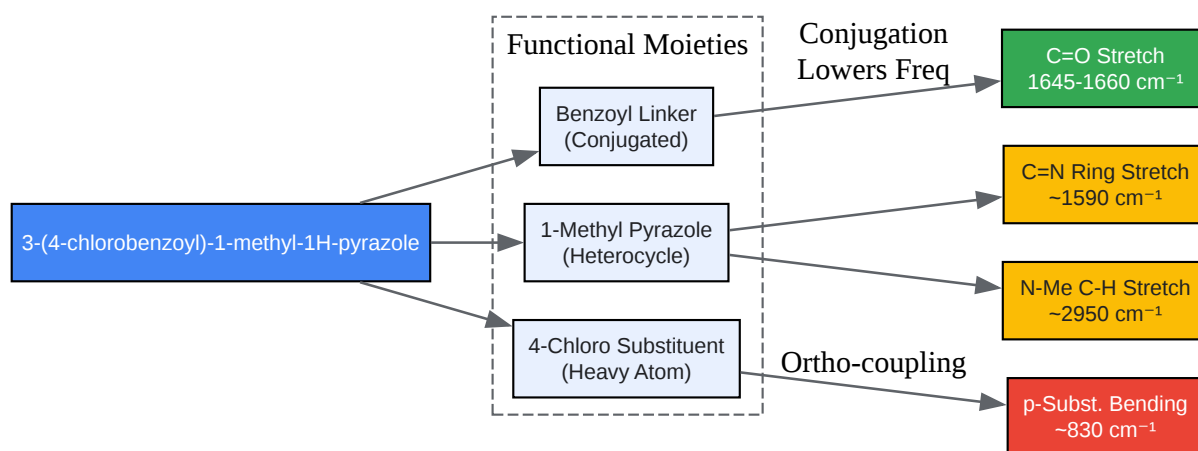 3-(4-chlorobenzoyl)-1-methyl-1H-pyrazole
Functional Moieties
Benzoyl Linker
(Conjugated)
1-Methyl Pyrazole
(Heterocycle)
4-Chloro Substituent
(Heavy Atom)
Conjugation
Lowers Freq
Ortho-coupling
C=O Stretch
1645-1660 cm⁻¹
C=N Ring Stretch
~1590 cm⁻¹
N-Me C-H Stretch
~2950 cm⁻¹
p-Subst. Bending
~830 cm⁻¹